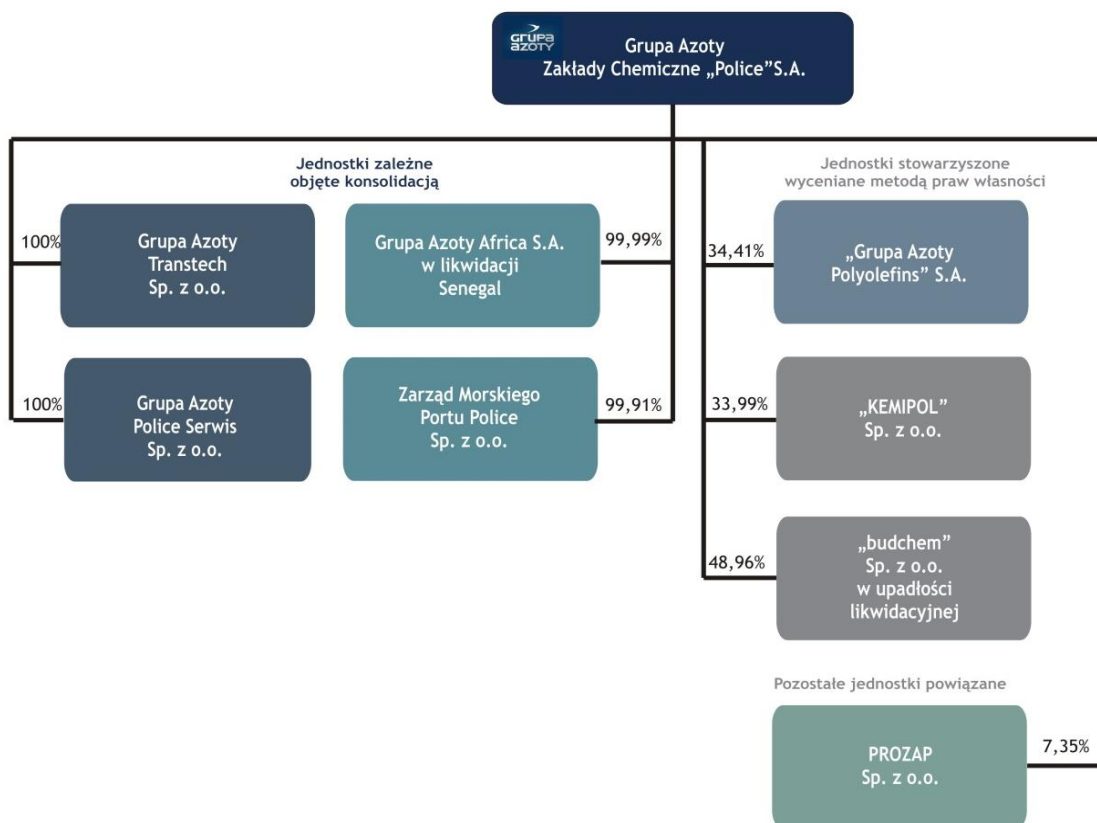 GRUPA
AZOTY
Grupa Azoty
Zakłady Chemiczne „Police”S.A.
Jednostki zależne
objęte konsolidacją
Jednostki stowarzyszone
wyceniane metodą praw własności
100%
Grupa Azoty
Transtech
Sp. z o.o.
Grupa Azoty Africa S.A.
w likwidacji
Senegal
99,99%
34,41%
„Grupa Azoty
Polyolefins” S.A.
100%
Grupa Azoty
Police Serwis
Sp. z o.o.
Zarząd Morskiego
Portu Police
Sp. z o.o.
99,91%
33,99%
„KEMIPOL”
Sp. z o.o.
48,96%
„budchem”
Sp. z o.o.
w upadłości
likwidacyjnej
Pozostałe jednostki powiązane
PROZAP
Sp. z o.o.
7,35%